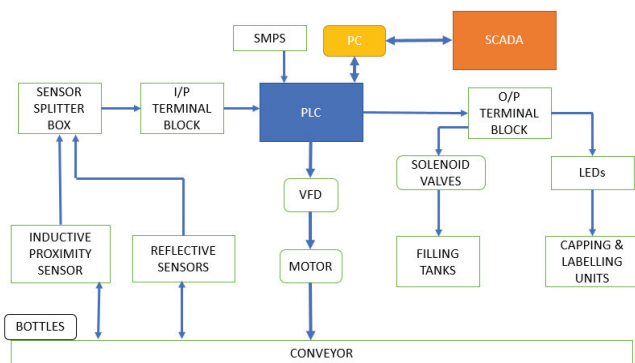 SMPS
PC
SCADA
SENSOR
SPLITTER
BOX
I/P
TERMINAL
BLOCK
PLC
O/P
TERMINAL
BLOCK
SOLENOID
VALVES
LEDs
VFD
INDUCTIVE
PROXIMITY
SENSOR
REFLECTIVE
SENSORS
MOTOR
FILLING
TANKS
CAPPING &
LABELLING
UNITS
BOTTLES
CONVEYOR